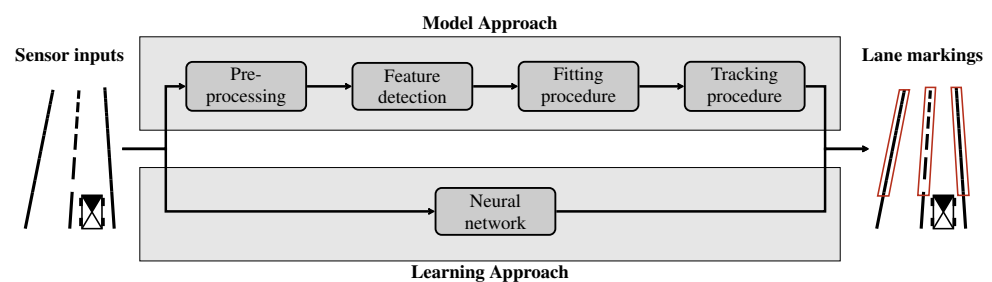 Model Approach
Sensor inputs
Lane markings
Pre-
processing
Feature
detection
Fitting
procedure
Tracking
procedure
Neural
network
Learning Approach